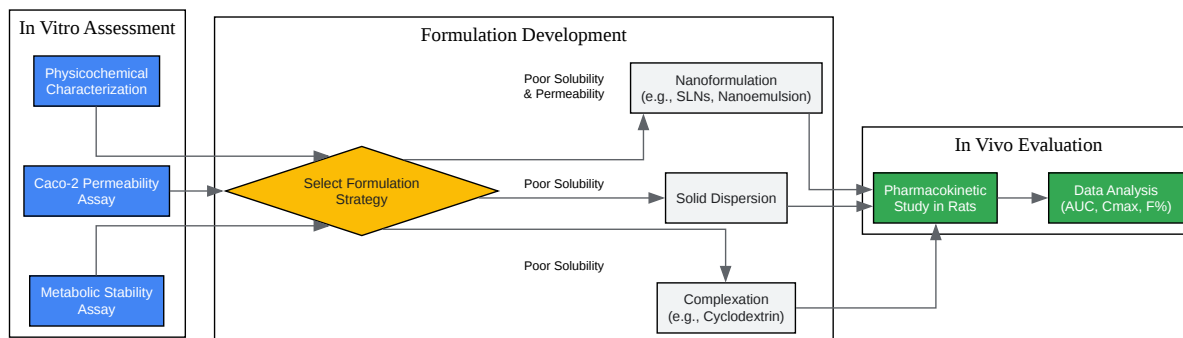 In Vitro Assessment
Physicochemical
Characterization
Caco-2 Permeability
Assay
Metabolic Stability
Assay
Formulation Development
Select Formulation
Strategy
Poor Solubility
& Permeability
Poor Solubility
Poor Solubility
Nanoformulation
(e.g., SLNs, Nanoemulsion)
Solid Dispersion
Complexation
(e.g., Cyclodextrin)
In Vivo Evaluation
Pharmacokinetic
Study in Rats
Data Analysis
(AUC, Cmax, F%)